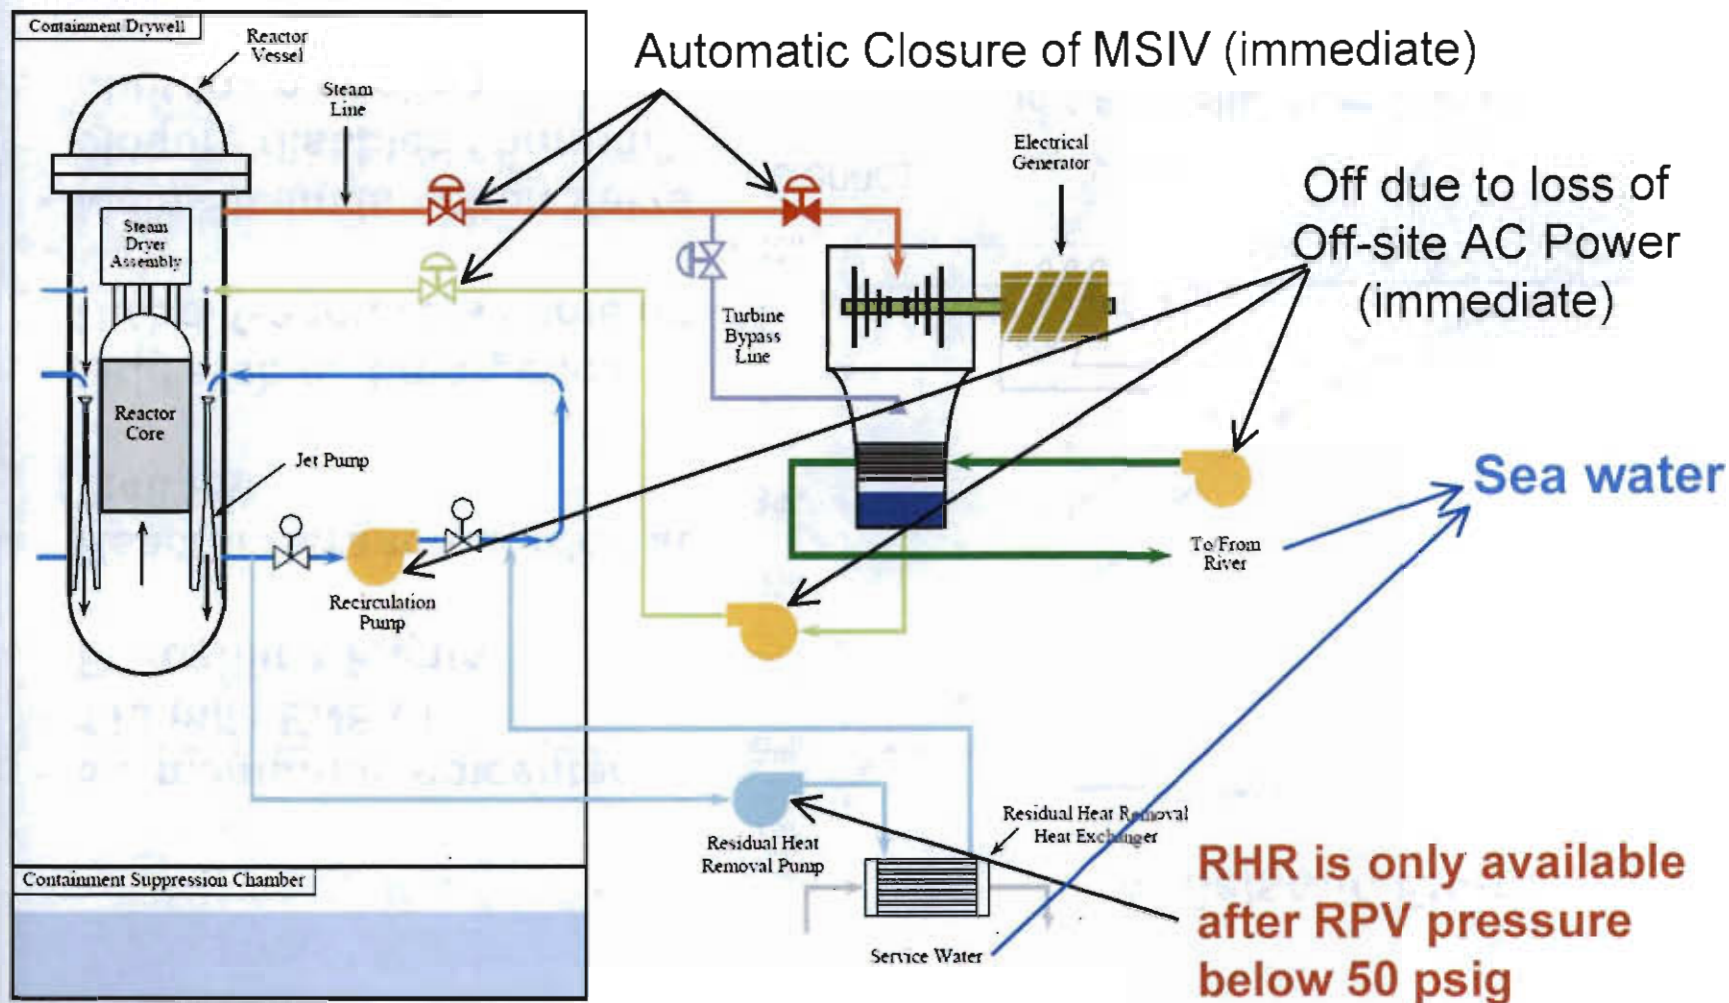 Containment Drywell
Reactor
Vessel
Steam
Line
Automatic Closure of MSIV (immediate)
Electrical
Generator
Off due to loss of
Off-site AC Power
(immediate)
Steam
Dryer
Assembly
Turbine
Bypass
Line
Reactor
Core
Jet Pump
Sea water
To/From
River
Recirculation
Pump
Residual Heat
Removal Pump
Residual Heat Removal
Heat Exchanger
RHR is only available
after RPV pressure
below 50 psig
Containment Suppression Chamber
Service Water